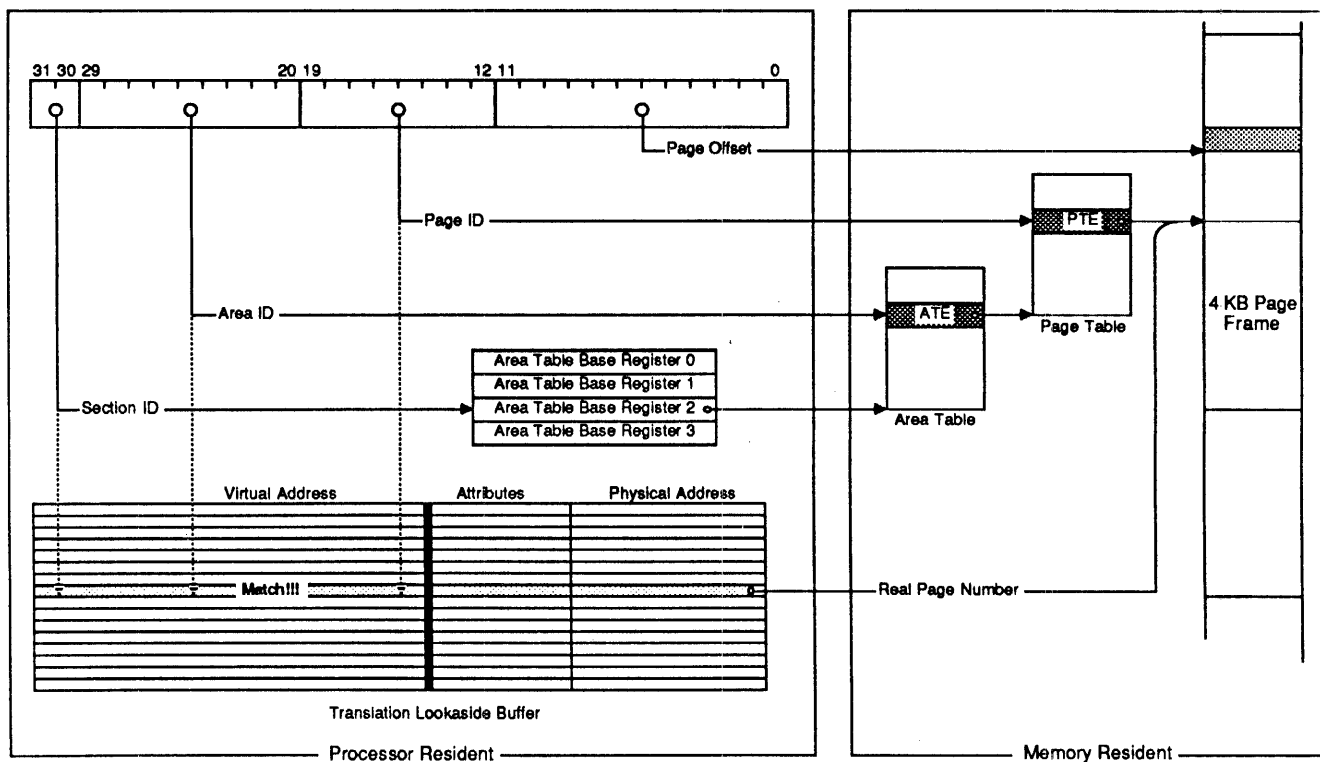 31 30 29 20 19 12 11 0
Page Offset
Page ID
PTE
Area ID
ATE
Page Table
4 KB Page
Frame
Area Table Base Register 0
Area Table Base Register 1
Section ID
Area Table Base Register 2
Area Table
Area Table Base Register 3
Virtual Address Attributes Physical Address
Match!!!
Real Page Number
Translation Lookaside Buffer
Processor Resident
Memory Resident